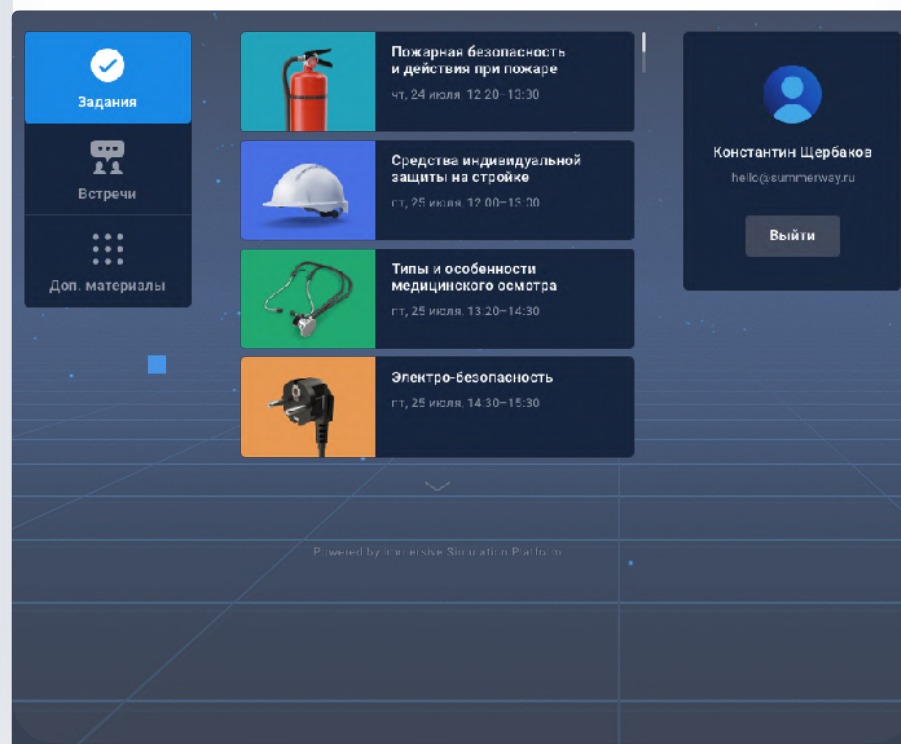 Задания
Встречи
Доп. материалы
Пожарная безопасность
и действия при пожаре
чт, 24 июля, 12:20–13:30
Средства индивидуальной
защиты на стройке
пт, 25 июля, 12:00–13:00
Типы и особенности
медицинского осмотра
пт, 25 июля, 13:20–14:30
Электро-безопасность
пт, 25 июля, 14:30–15:30
Константин Щербаков
hello@summerway.ru
Выйти
Powered by Immersive Simulation Platform